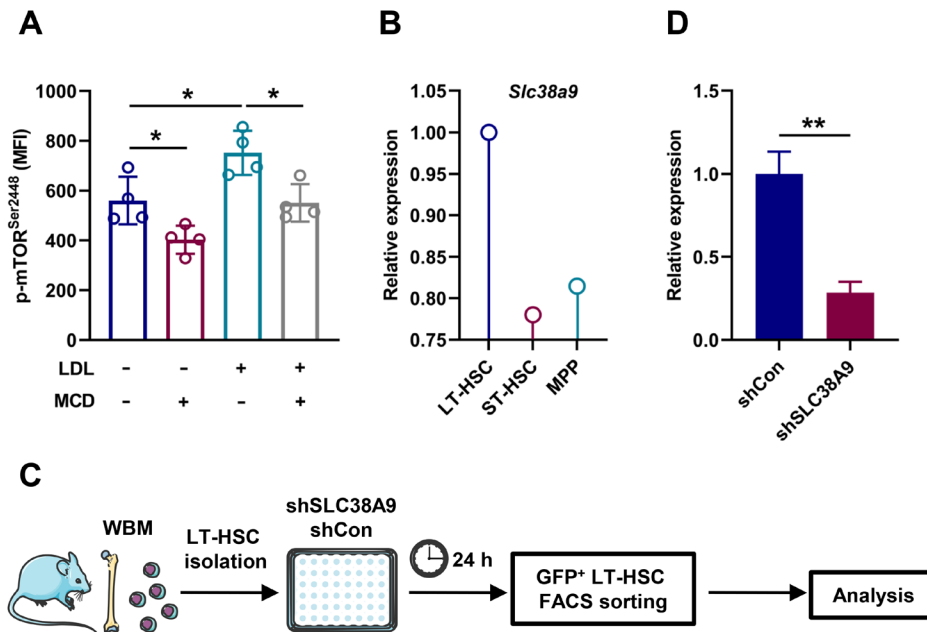 A
p-mTOR^Ser2448 (MFI)
1000
800
600
400
200
0
* * *
LDL – – + +
MCD – + – +
B
Slc38a9
Relative expression
1.05
1.00
0.95
0.90
0.85
0.80
0.75
LT-HSC ST-HSC MPP
D
Relative expression
1.5
1.0
0.5
0.0
**
shCon shSLC38A9
C
WBM
LT-HSC
isolation
shSLC38A9
shCon
24 h
GFP⁺ LT-HSC
FACS sorting
Analysis